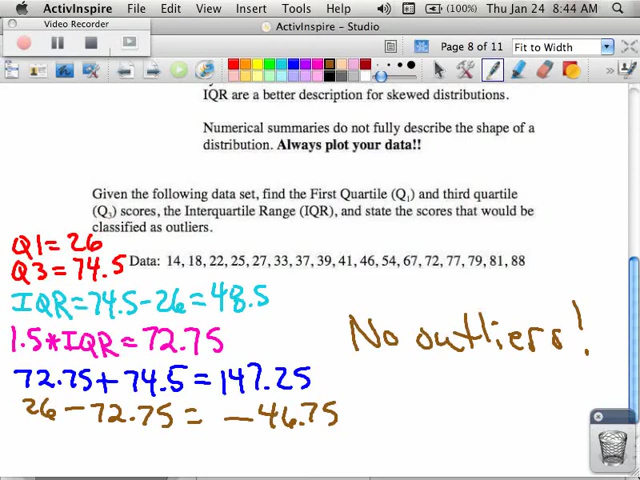 ActivInspire File Edit View Insert Tools Help (100%) Thu Jan 24 8:44 AM
Video Recorder
ActivInspire - Studio
Page 8 of 11 Fit to Width
IQR are a better description for skewed distributions.
Numerical summaries do not fully describe the shape of a
distribution. Always plot your data!!
Given the following data set, find the First Quartile (Q₁) and third quartile
(Q₃) scores, the Interquartile Range (IQR), and state the scores that would be
classified as outliers.
Q1=26
Data: 14, 18, 22, 25, 27, 33, 37, 39, 41, 46, 54, 67, 72, 77, 79, 81, 88
Q3=74.5
IQR=74.5-26=48.5
1.5*IQR=72.75
No outliers!
72.75+74.5=147.25
26-72.75= -46.75